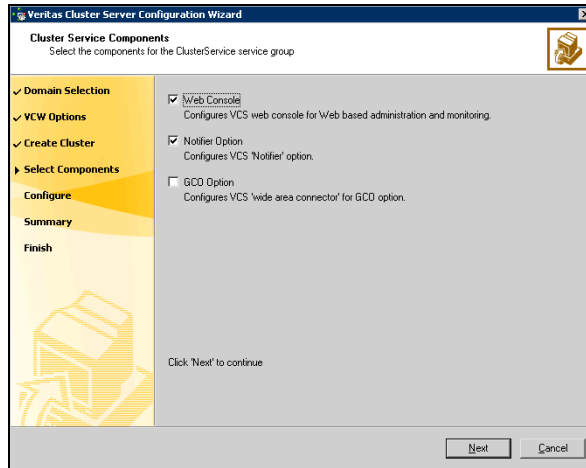 Veritas Cluster Server Configuration Wizard
Cluster Service Components
Select the components for the ClusterService service group
Domain Selection
VCW Options
Create Cluster
Select Components
Configure
Summary
Finish
Web Console
Configures VCS web console for Web based administration and monitoring.
Notifier Option
Configures VCS 'Notifier' option.
GCO Option
Configures VCS 'wide area connector' for GCO option.
Click 'Next' to continue
Next
Cancel